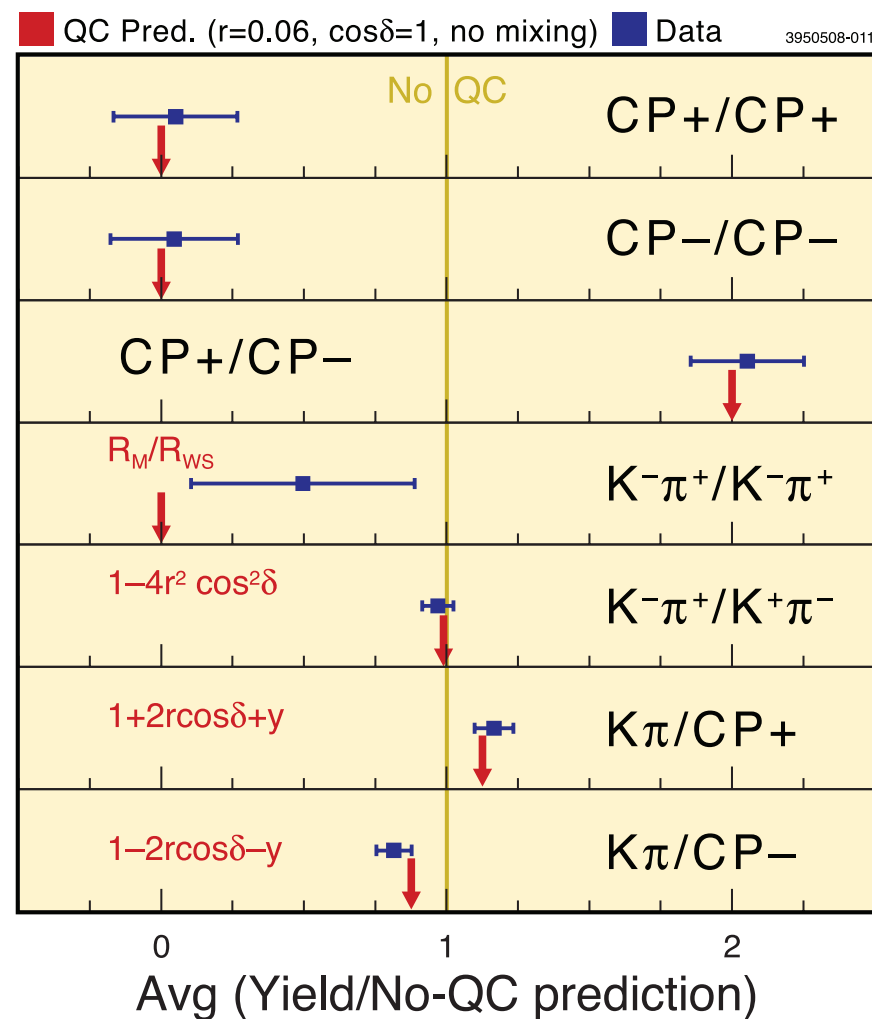 QC Pred. (r=0.06, cosδ=1, no mixing) Data 3950508-011
No QC
CP+/CP+
CP−/CP−
CP+/CP−
R_M/R_WS
K⁻π⁺/K⁻π⁺
1–4r² cos²δ
K⁻π⁺/K⁺π⁻
1+2rcosδ+y
Kπ/CP+
1–2rcosδ–y
Kπ/CP−
0 1 2
Avg (Yield/No-QC prediction)